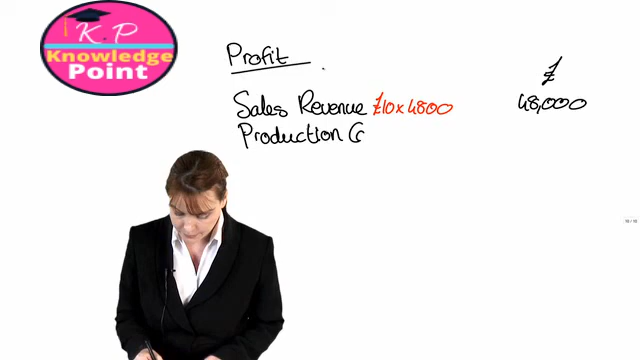 K.P
Knowledge
Point
Profit
£
Sales Revenue £10 x 4800 48,000
Production C